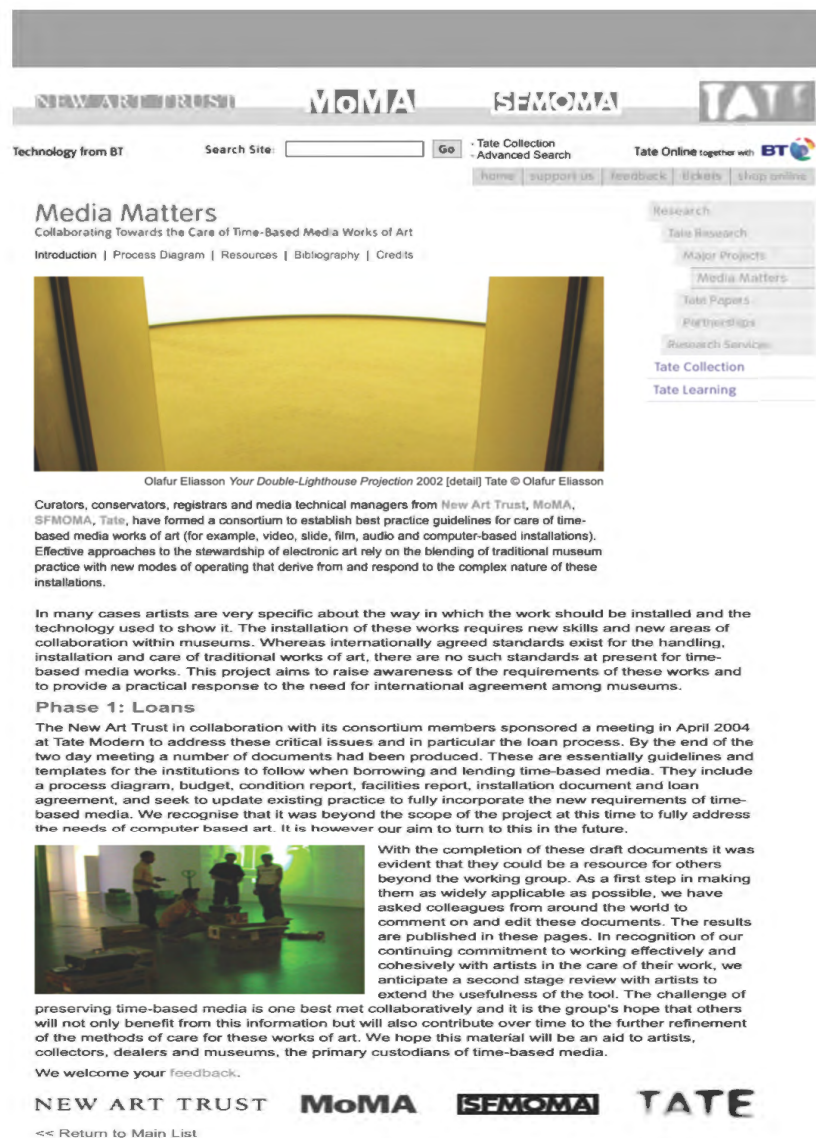 NEW ART TRUST MoMA SFMOMA TATE
Technology from BT Search Site: Go - Tate Collection
- Advanced Search
Tate Online together with BT
home support us feedback tickets shop online
Media Matters
Collaborating Towards the Care of Time-Based Media Works of Art
Introduction | Process Diagram | Resources | Bibliography | Credits
Research
Tate Research
Major Projects
Media Matters
Tate Papers
Partnerships
Research Services
Tate Collection
Tate Learning
Olafur Eliasson Your Double-Lighthouse Projection 2002 [detail] Tate © Olafur Eliasson
Curators, conservators, registrars and media technical managers from New Art Trust, MoMA,
SFMOMA, Tate, have formed a consortium to establish best practice guidelines for care of time-
based media works of art (for example, video, slide, film, audio and computer-based installations).
Effective approaches to the stewardship of electronic art rely on the blending of traditional museum
practice with new modes of operating that derive from and respond to the complex nature of these
installations.
In many cases artists are very specific about the way in which the work should be installed and the
technology used to show it. The installation of these works requires new skills and new areas of
collaboration within museums. Whereas internationally agreed standards exist for the handling,
installation and care of traditional works of art, there are no such standards at present for time-
based media works. This project aims to raise awareness of the requirements of these works and
to provide a practical response to the need for international agreement among museums.
Phase 1: Loans
The New Art Trust in collaboration with its consortium members sponsored a meeting in April 2004
at Tate Modern to address these critical issues and in particular the loan process. By the end of the
two day meeting a number of documents had been produced. These are essentially guidelines and
templates for the institutions to follow when borrowing and lending time-based media. They include
a process diagram, budget, condition report, facilities report, installation document and loan
agreement, and seek to update existing practice to fully incorporate the new requirements of time-
based media. We recognise that it was beyond the scope of the project at this time to fully address
the needs of computer based art. It is however our aim to turn to this in the future.
With the completion of these draft documents it was
evident that they could be a resource for others
beyond the working group. As a first step in making
them as widely applicable as possible, we have
asked colleagues from around the world to
comment on and edit these documents. The results
are published in these pages. In recognition of our
continuing commitment to working effectively and
cohesively with artists in the care of their work, we
anticipate a second stage review with artists to
extend the usefulness of the tool. The challenge of
preserving time-based media is one best met collaboratively and it is the group's hope that others
will not only benefit from this information but will also contribute over time to the further refinement
of the methods of care for these works of art. We hope this material will be an aid to artists,
collectors, dealers and museums, the primary custodians of time-based media.
We welcome your feedback.
NEW ART TRUST MoMA SFMOMA TATE
<< Return to Main List